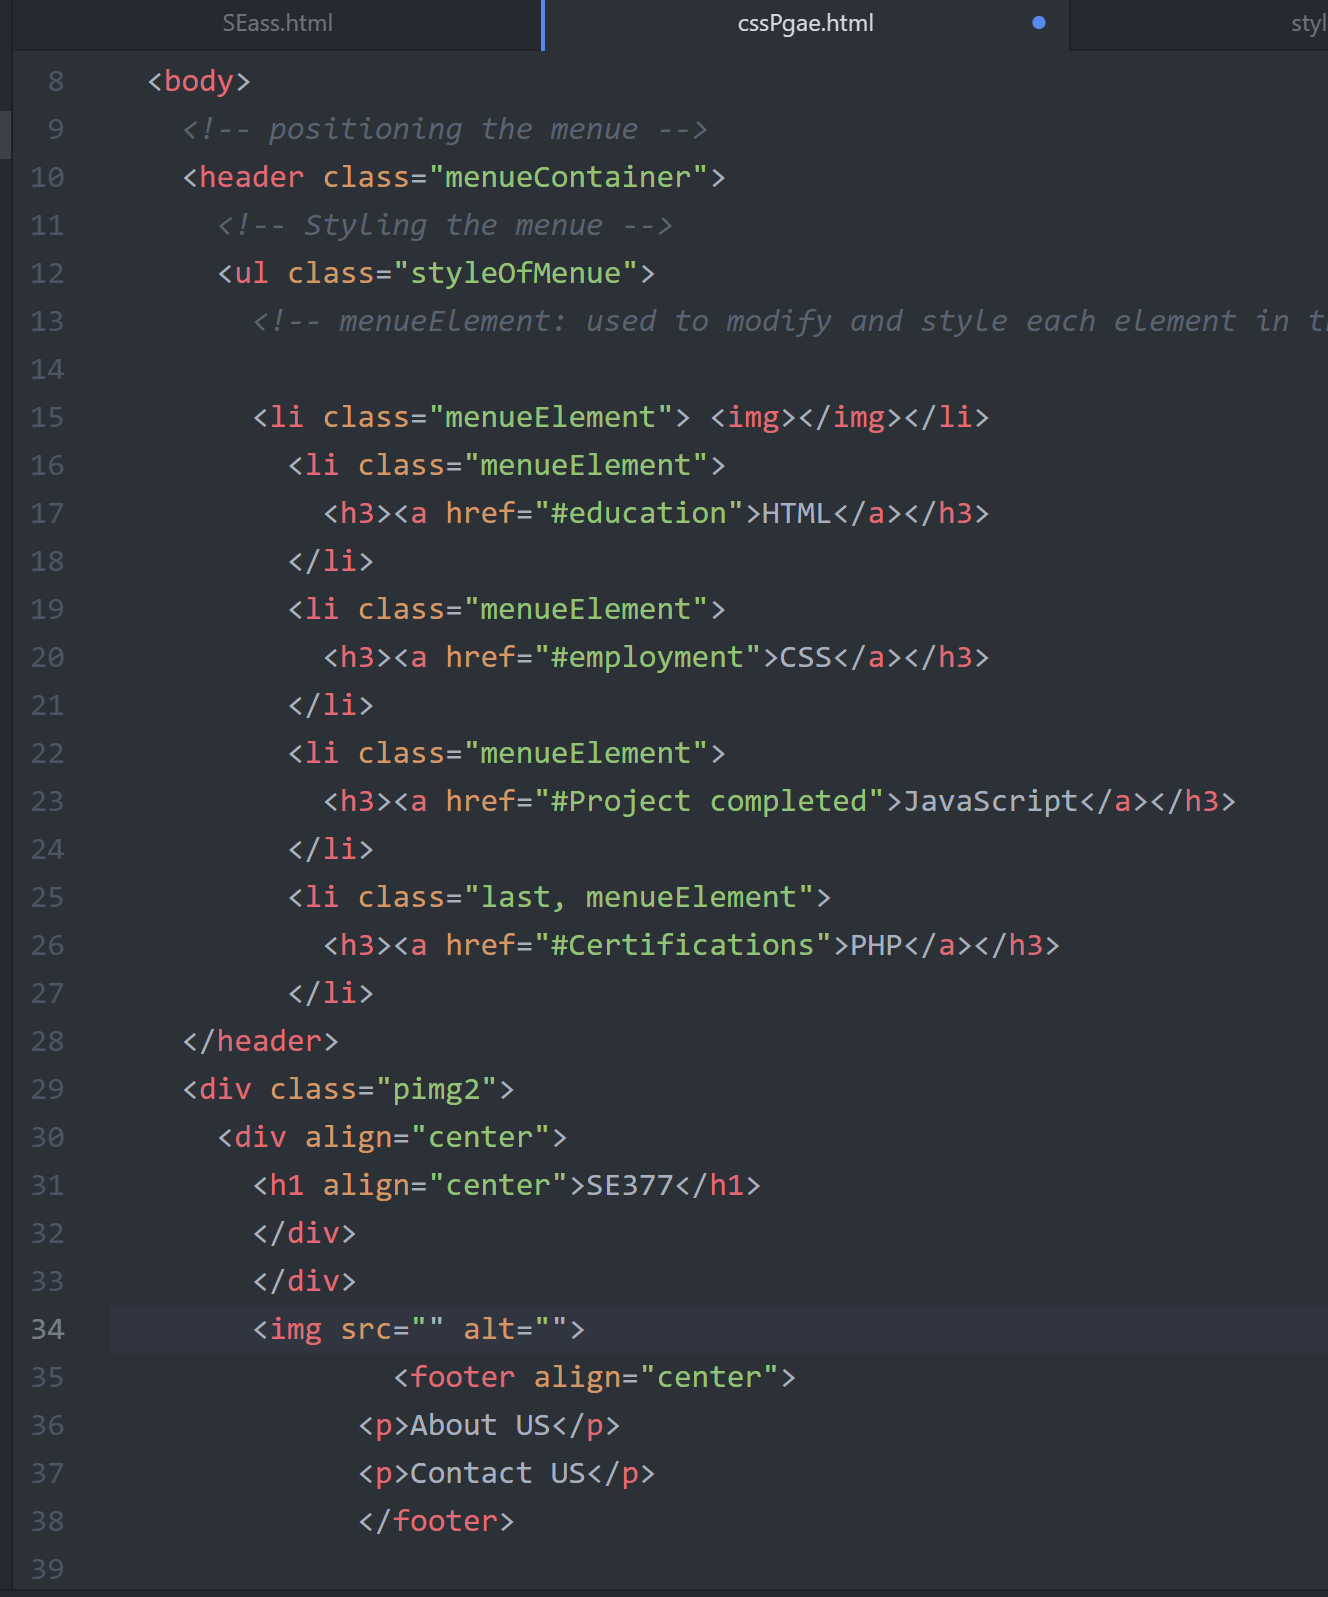 SEass.html cssPgae.html styl
8 <body>
9 <!-- positioning the menue -->
10 <header class="menueContainer">
11 <!-- Styling the menue -->
12 <ul class="styleOfMenue">
13 <!-- menueElement: used to modify and style each element in t
14
15 <li class="menueElement"> <img></img></li>
16 <li class="menueElement">
17 <h3><a href="#education">HTML</a></h3>
18 </li>
19 <li class="menueElement">
20 <h3><a href="#employment">CSS</a></h3>
21 </li>
22 <li class="menueElement">
23 <h3><a href="#Project completed">JavaScript</a></h3>
24 </li>
25 <li class="last, menueElement">
26 <h3><a href="#Certifications">PHP</a></h3>
27 </li>
28 </header>
29 <div class="pimg2">
30 <div align="center">
31 <h1 align="center">SE377</h1>
32 </div>
33 </div>
34 <img src="" alt="">
35 <footer align="center">
36 <p>About US</p>
37 <p>Contact US</p>
38 </footer>
39